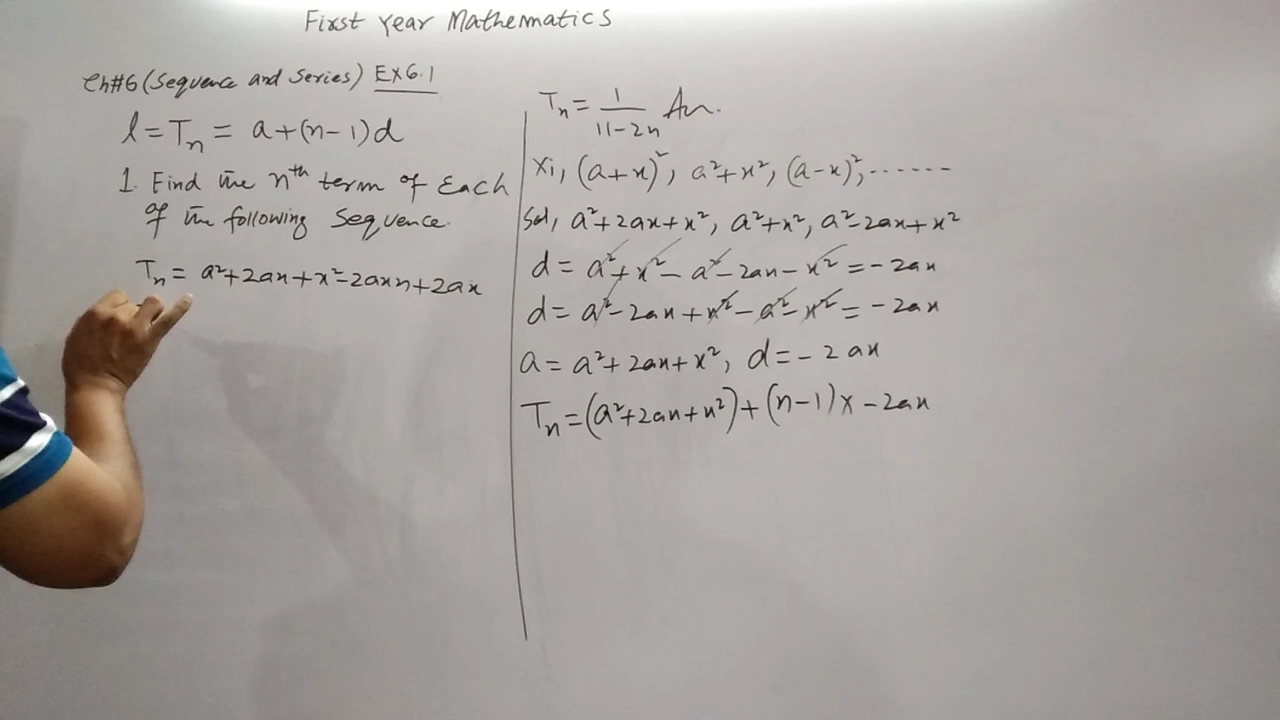 First Year Mathematics
Ch#6 (Sequence and Series) EX 6.1
l = Tₙ = a+(n-1)d
1. Find the nᵗʰ term of Each
of the following Sequence.
Tₙ = a²+2ax+x²-2axn+2ax
Tₙ = 1/(11-2n) An.
xi, (a+x)², a²+x², (a-x)², ......
Sol, a²+2ax+x², a²+x², a²-2ax+x²
d = a²+x²-a²-2ax-x² = -2ax
d = a²-2ax+x²-a²-x² = -2ax
a = a²+2ax+x², d = -2ax
Tₙ = (a²+2ax+x²)+(n-1)x-2ax